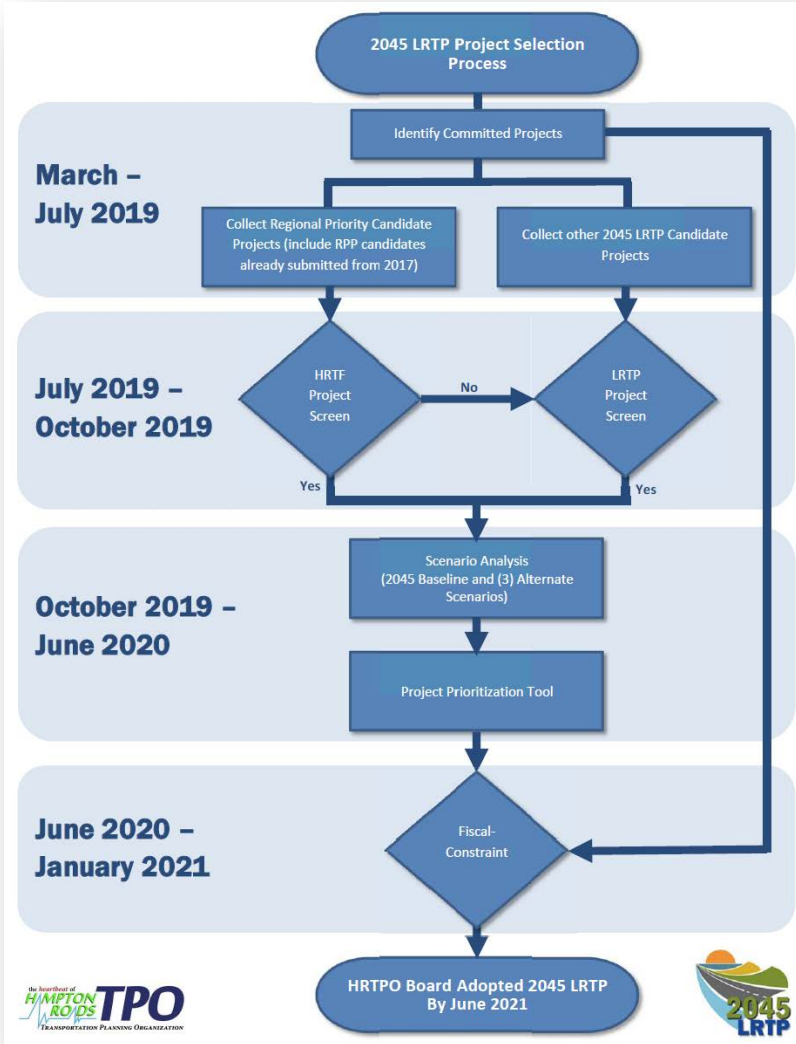 2045 LRTP Project Selection
Process
Identify Committed Projects
March –
July 2019
Collect Regional Priority Candidate
Projects (include RPP candidates
already submitted from 2017)
Collect other 2045 LRTP Candidate
Projects
July 2019 –
October 2019
HRTF
Project
Screen
No
LRTP
Project
Screen
Yes
Yes
October 2019 –
June 2020
Scenario Analysis
(2045 Baseline and (3) Alternate
Scenarios)
Project Prioritization Tool
June 2020 –
January 2021
Fiscal-
Constraint
HRTPO Board Adopted 2045 LRTP
By June 2021
the heartbeat of
HAMPTON
ROADS TPO
TRANSPORTATION PLANNING ORGANIZATION
2045
LRTP